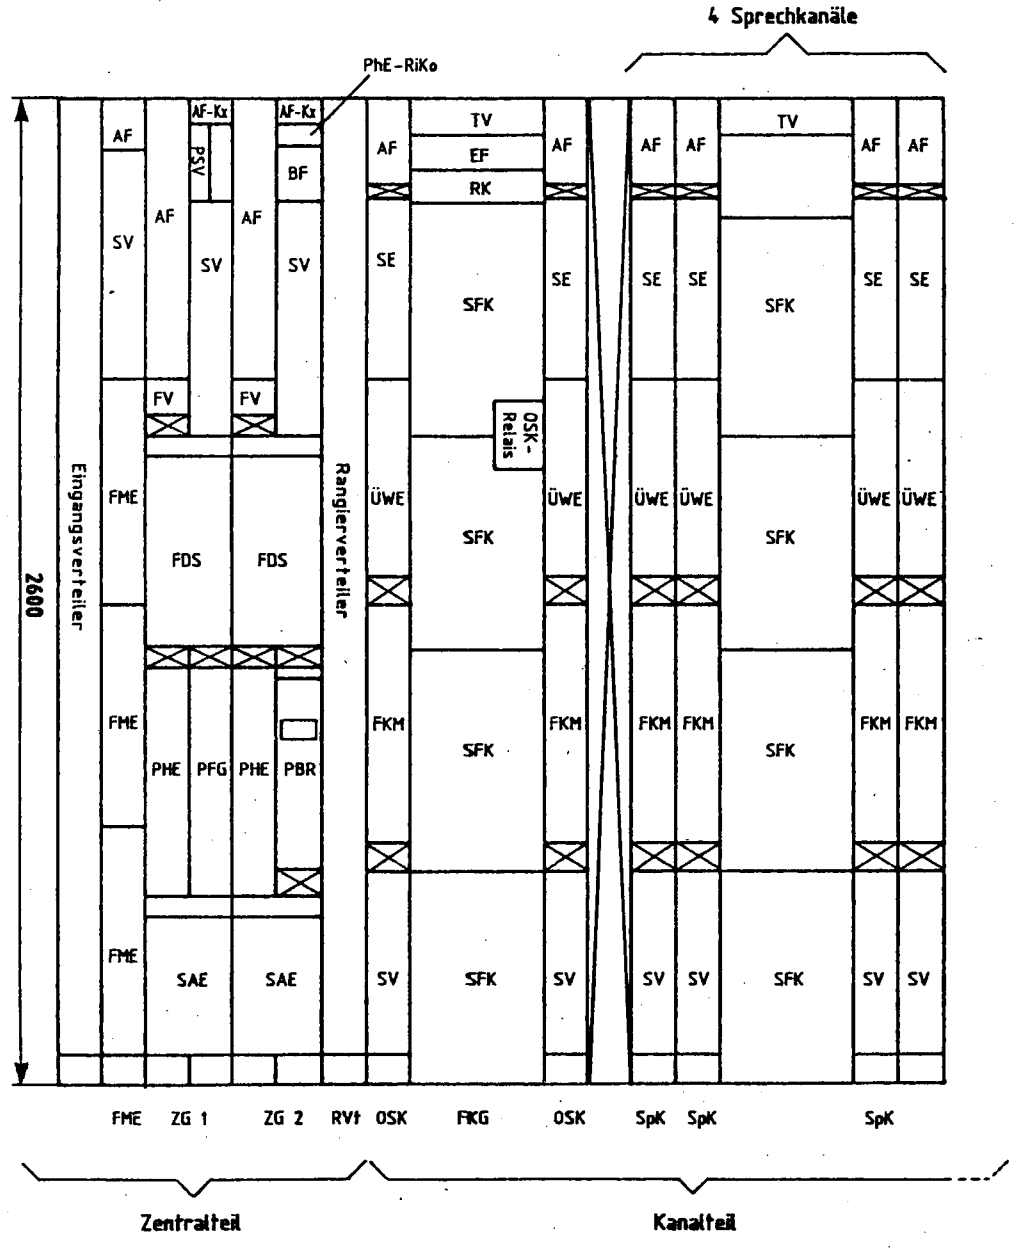 4 Sprechkanäle
PhE-RiKo
AF-Kx AF-Kx
AF PSV BF AF TV EF RK AF AF AF TV AF AF
SV AF SV AF SV SE SFK SE SE SE SFK SE SE
FV FV
OSK-
Relais
2600
Eingangsverteiler
Rangierverteiler
FME ÜWE SFK ÜWE ÜWE ÜWE SFK ÜWE ÜWE
FDS FDS
FME PHE PFG PHE PBR FKM SFK FKM FKM FKM SFK FKM FKM
FME SAE SAE SV SFK SV SV SV SFK SV SV
FME ZG 1 ZG 2 RVt OSK FKG OSK SpK SpK SpK
Zentralteil Kanalteil